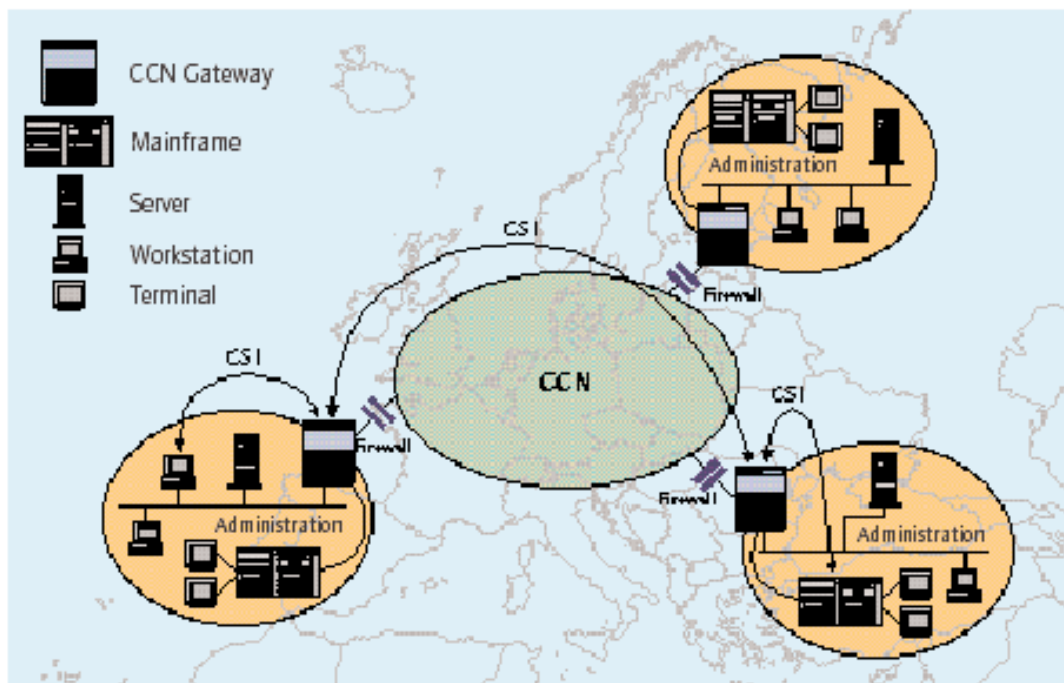 CCN Gateway
Mainframe
Server
Workstation
Terminal
Administration
CSI
Firewall
CCN
CSI
CSI
Firewall
Firewall
Administration
Administration